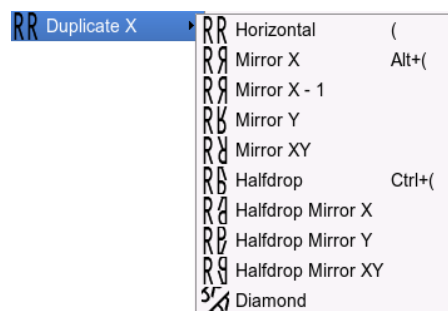 Duplicate X
Horizontal (
Mirror X Alt+(
Mirror X - 1
Mirror Y
Mirror XY
Halfdrop Ctrl+(
Halfdrop Mirror X
Halfdrop Mirror Y
Halfdrop Mirror XY
Diamond